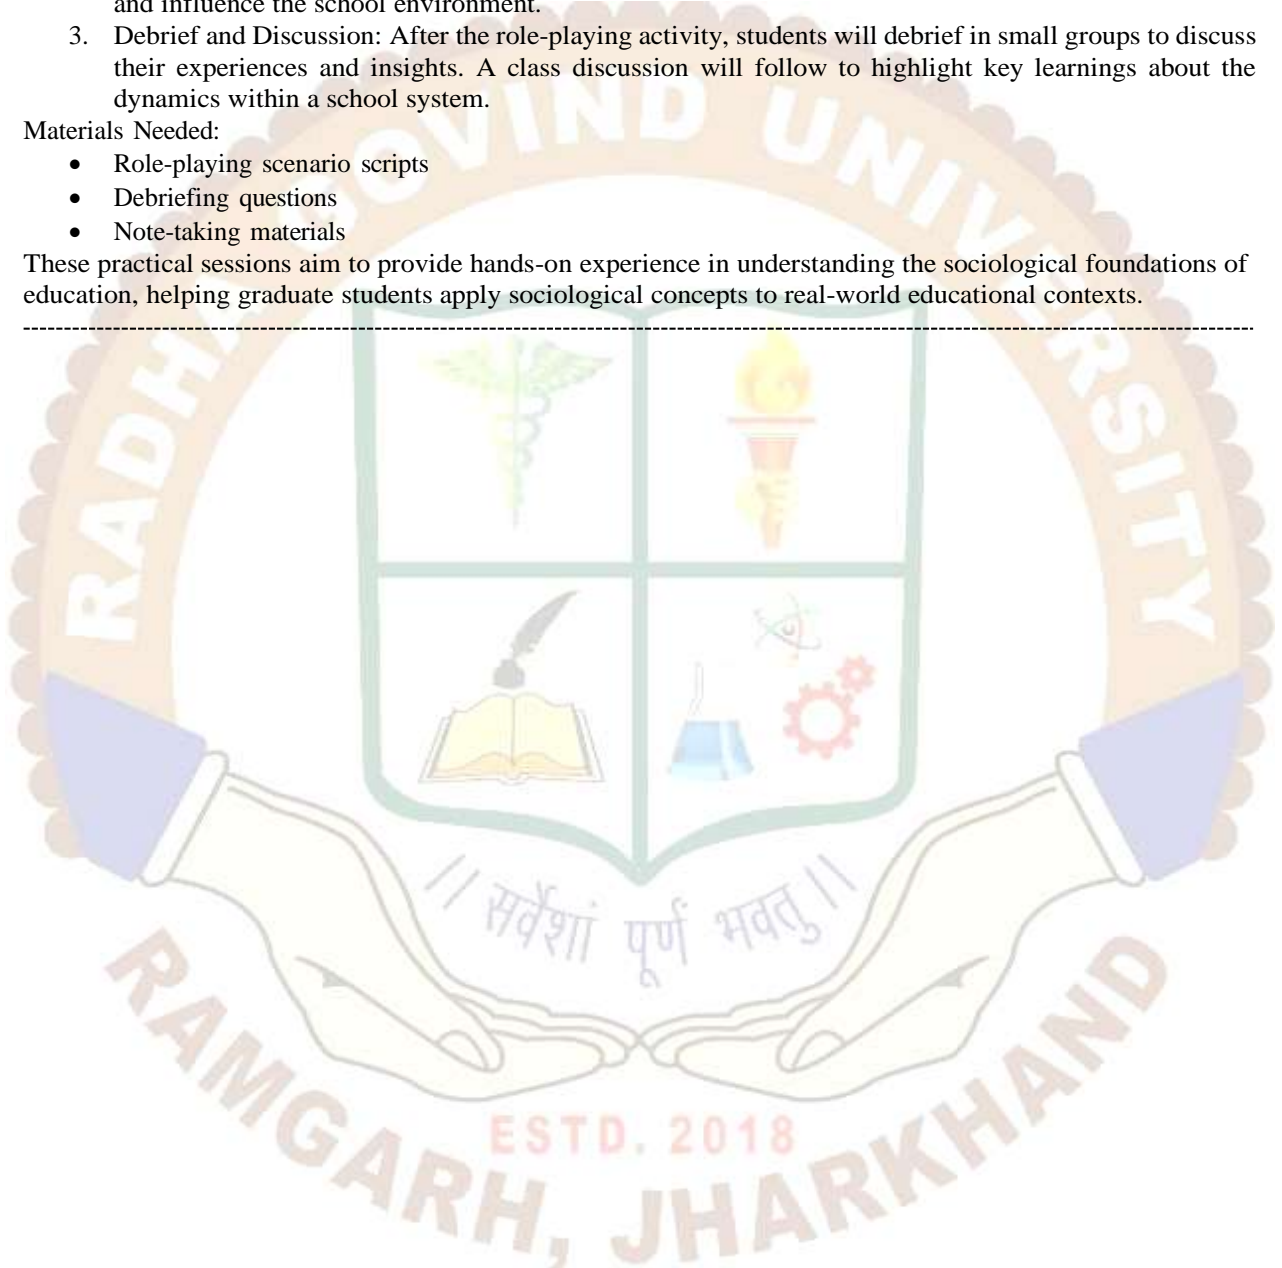 and influence the school environment.
3. Debrief and Discussion: After the role-playing activity, students will debrief in small groups to discuss
their experiences and insights. A class discussion will follow to highlight key learnings about the
dynamics within a school system.
Materials Needed:
• Role-playing scenario scripts
• Debriefing questions
• Note-taking materials
These practical sessions aim to provide hands-on experience in understanding the sociological foundations of
education, helping graduate students apply sociological concepts to real-world educational contexts.
RADHA GOVIND UNIVERSITY
|| सर्वेशां पूर्ण भवतु ||
ESTD. 2018
RAMGARH, JHARKHAND